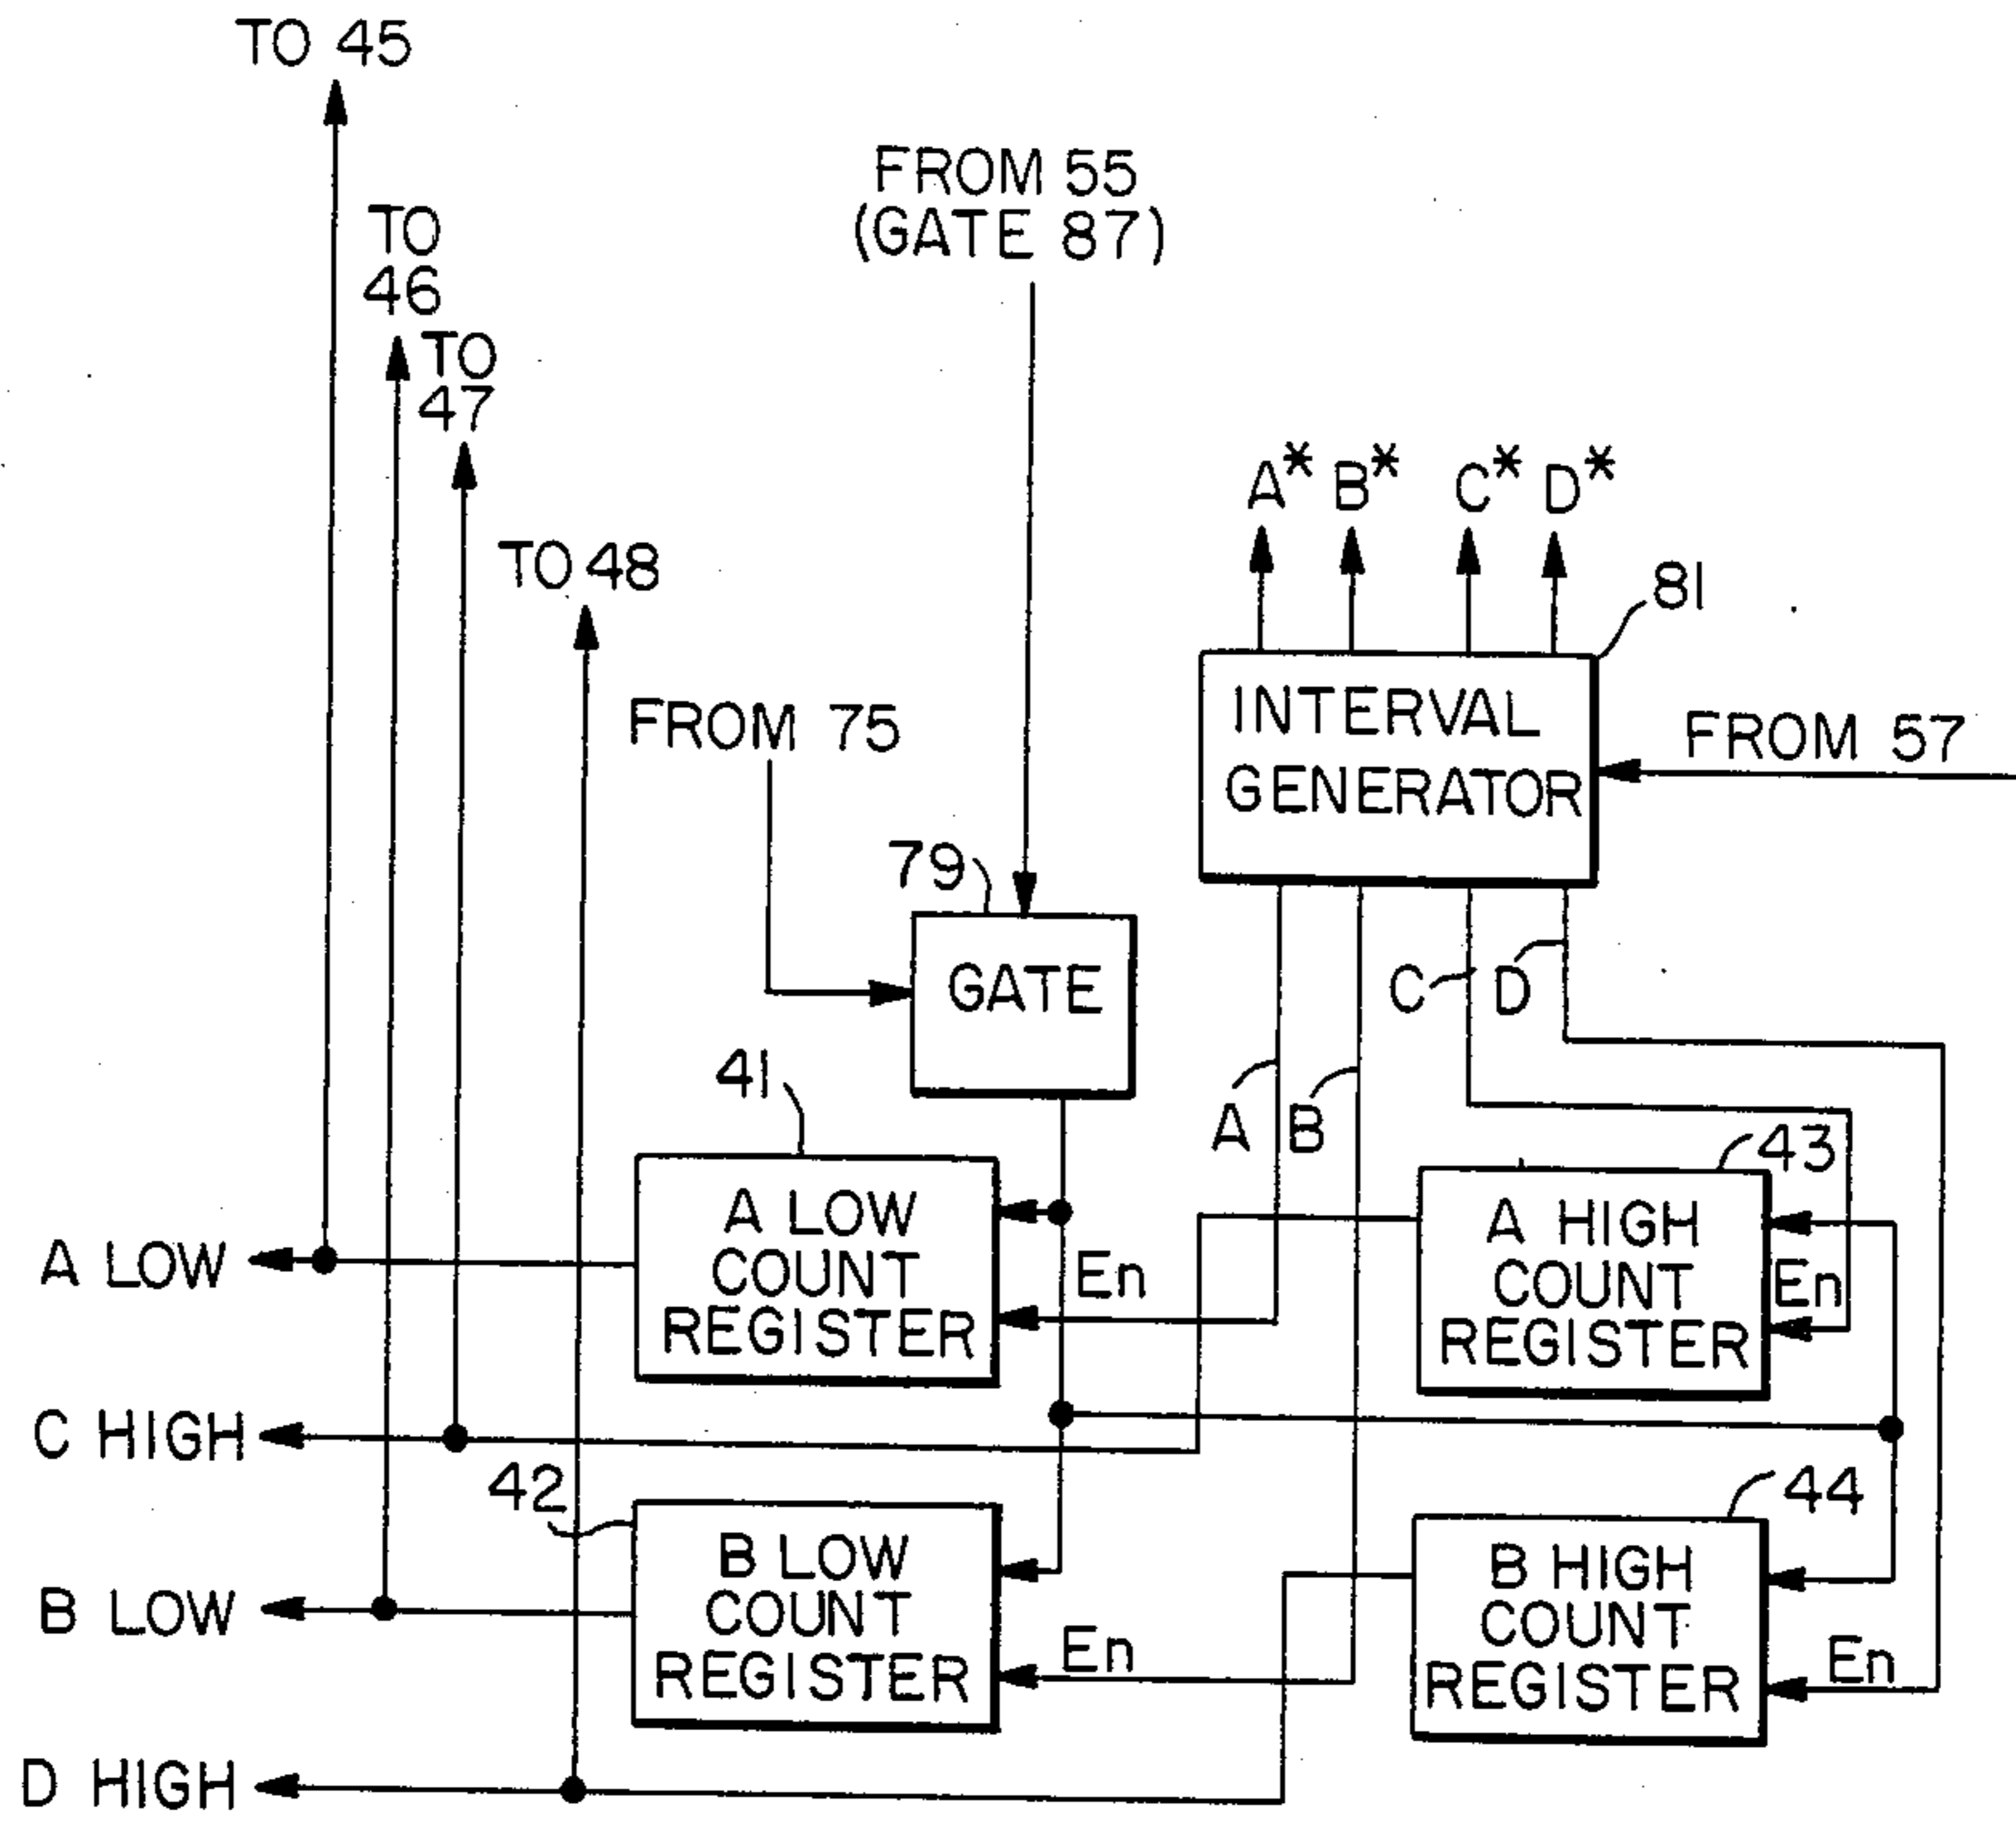 TO 45
FROM 55
(GATE 87)
TO
46
TO
47
A* B* C* D*
TO 48
81
FROM 75
INTERVAL
GENERATOR
FROM 57
79
GATE
C D
41
A B
43
A LOW
COUNT
REGISTER
En
A HIGH
COUNT
REGISTER
En
A LOW
C HIGH
42
44
B LOW
COUNT
REGISTER
En
B HIGH
COUNT
REGISTER
En
B LOW
D HIGH